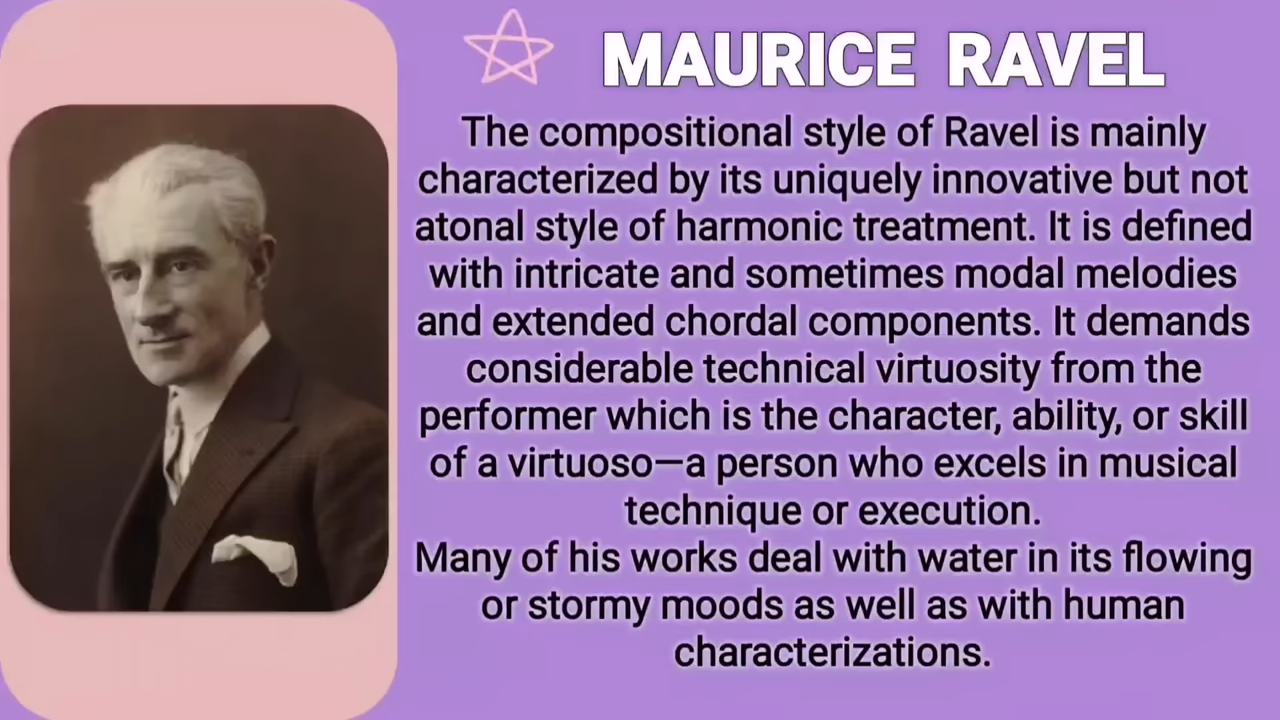 MAURICE RAVEL
The compositional style of Ravel is mainly
characterized by its uniquely innovative but not
atonal style of harmonic treatment. It is defined
with intricate and sometimes modal melodies
and extended chordal components. It demands
considerable technical virtuosity from the
performer which is the character, ability, or skill
of a virtuoso—a person who excels in musical
technique or execution.
Many of his works deal with water in its flowing
or stormy moods as well as with human
characterizations.